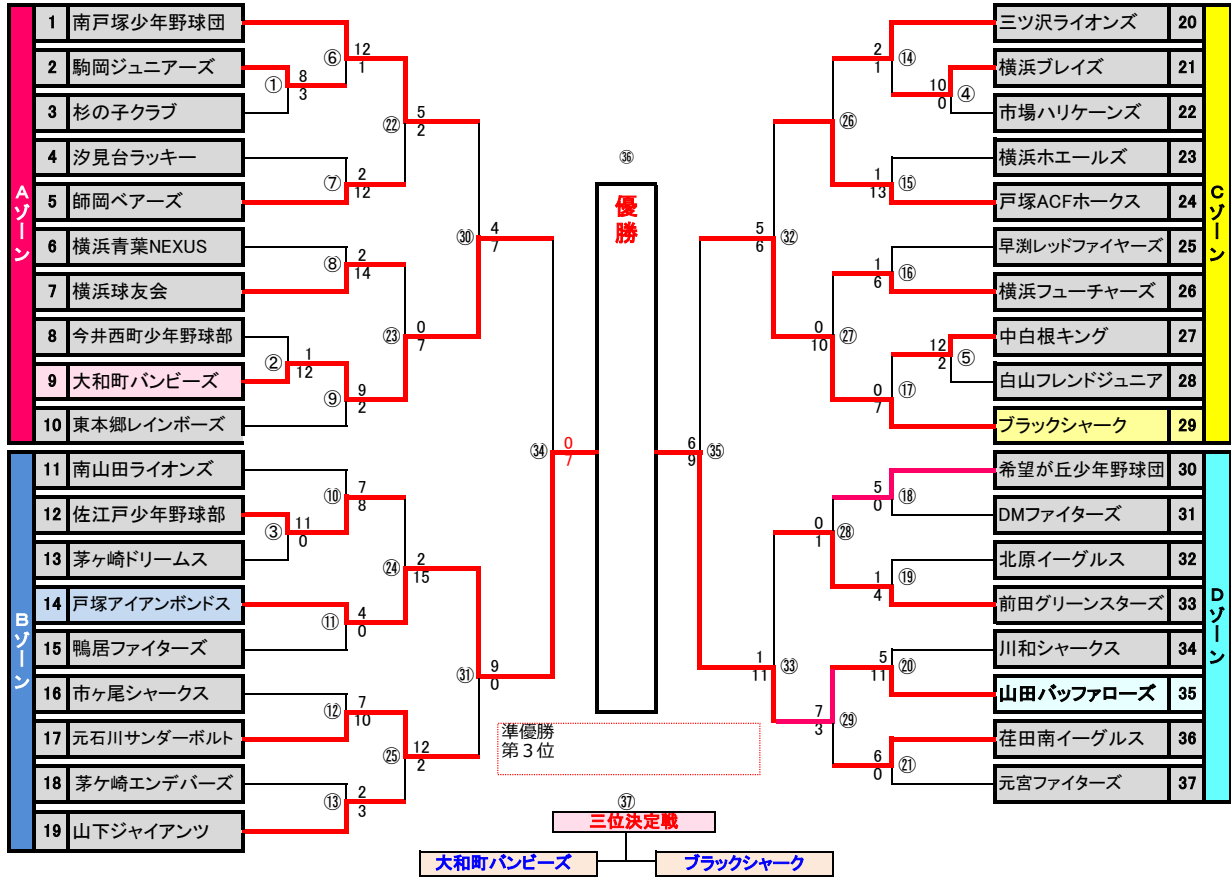 Aゾーン
1 南戸塚少年野球団
2 駒岡ジュニアーズ
3 杉の子クラブ
4 汐見台ラッキー
5 師岡ベアーズ
6 横浜青葉NEXUS
7 横浜球友会
8 今井西町少年野球部
9 大和町バンビーズ
10 東本郷レインボーズ
① 8 3
⑥ 12 1
⑦ 2 12
⑧ 2 14
② 1 12
⑨ 9 2
㉒ 5 2
㉓ 0 7
㉚ 4 7
Bゾーン
11 南山田ライオンズ
12 佐江戸少年野球部
13 茅ヶ崎ドリームス
14 戸塚アイアンボンドス
15 鴨居ファイターズ
16 市ヶ尾シャークス
17 元石川サンダーボルト
18 茅ケ崎エンデバーズ
19 山下ジャイアンツ
⑩ 7 8
③ 11 0
⑪ 4 0
⑫ 7 10
⑬ 2 3
㉔ 2 15
㉕ 12 2
㉛ 9 0
㉞ 0 7
㊱
優勝
Cゾーン
三ツ沢ライオンズ 20
横浜ブレイズ 21
市場ハリケーンズ 22
横浜ホエールズ 23
戸塚ACFホークス 24
早渕レッドファイヤーズ 25
横浜フューチャーズ 26
中白根キング 27
白山フレンドジュニア 28
ブラックシャーク 29
2 1 ⑭
10 0 ④
1 13 ⑮
1 6 ⑯
12 2 ⑤
0 7 ⑰
㉖
0 10 ㉗
5 6 ㉜
Dゾーン
希望が丘少年野球団 30
DMファイターズ 31
北原イーグルス 32
前田グリーンスターズ 33
川和シャークス 34
山田バッファローズ 35
荏田南イーグルス 36
元宮ファイターズ 37
5 0 ⑱
1 4 ⑲
5 11 ⑳
6 0 ㉑
0 1 ㉘
7 3 ㉙
1 11 ㉝
6 9 ㉟
準優勝
第３位
㊲
三位決定戦
大和町バンビーズ
ブラックシャーク